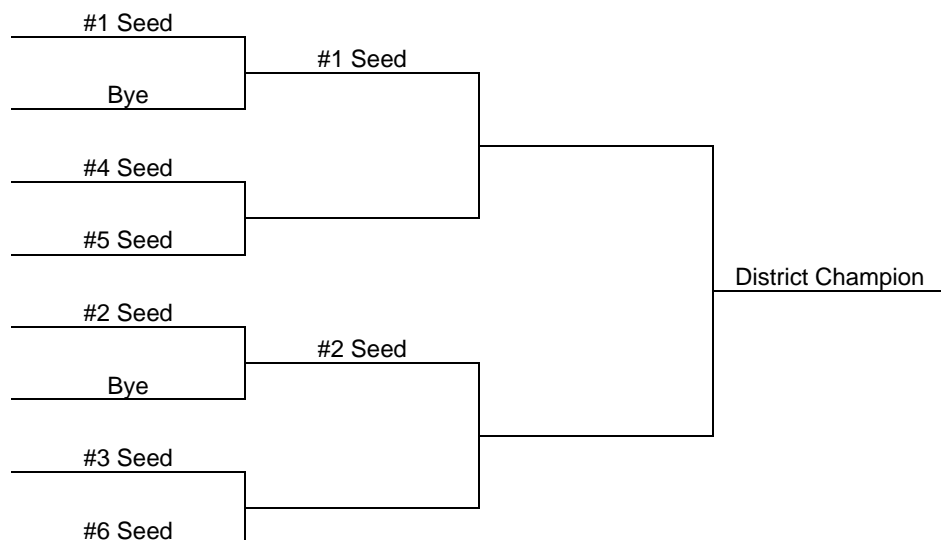 #1 Seed
#1 Seed
Bye
#4 Seed
#5 Seed
District Champion
#2 Seed
#2 Seed
Bye
#3 Seed
#6 Seed